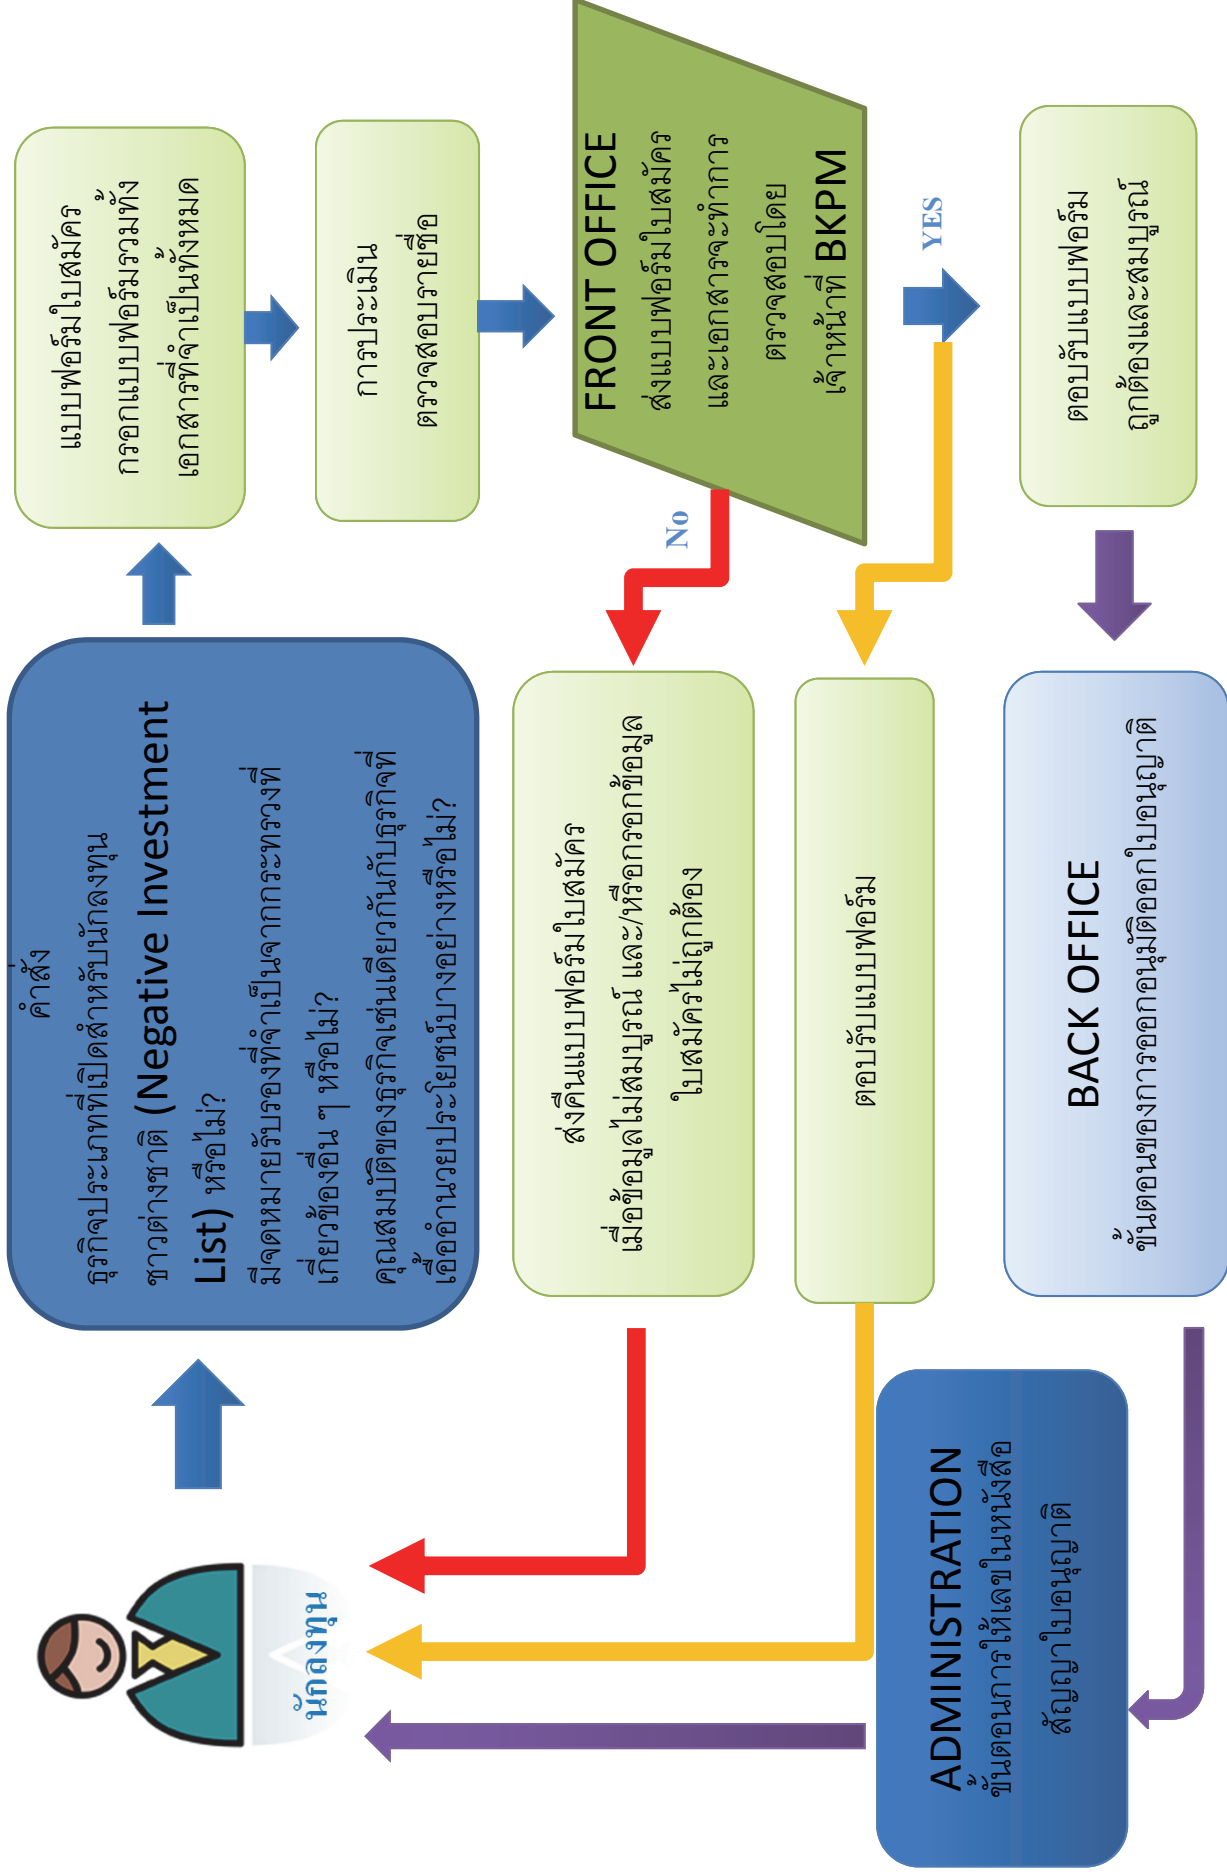 นักลงทุน
คำสั่ง
ธุรกิจประเภทที่เปิดสำหรับนักลงทุน
ชาวต่างชาติ (Negative Investment
List) หรือไม่?
มีจดหมายรับรองที่จำเป็นจากกระทรวงที่
เกี่ยวข้องอื่น ๆ หรือไม่?
คุณสมบัติของธุรกิจเช่นเดียวกันกับธุรกิจที่
เอื้ออำนวยประโยชน์บางอย่างหรือไม่?
แบบฟอร์มใบสมัคร
กรอกแบบฟอร์มรวมทั้ง
เอกสารที่จำเป็นทั้งหมด
การประเมิน
ตรวจสอบรายชื่อ
FRONT OFFICE
ส่งแบบฟอร์มใบสมัคร
และเอกสารจะทำการ
ตรวจสอบโดย
เจ้าหน้าที่ BKPM
No
YES
ส่งคืนแบบฟอร์มใบสมัคร
เมื่อข้อมูลไม่สมบูรณ์ และ/หรือกรอกข้อมูล
ใบสมัครไม่ถูกต้อง
ตอบรับแบบฟอร์ม
ตอบรับแบบฟอร์ม
ถูกต้องและสมบูรณ์
BACK OFFICE
ขั้นตอนของการออกอนุมัติออกใบอนุญาติ
ADMINISTRATION
ขั้นตอนการให้เลขในหนังสือ
สัญญาใบอนุญาติ